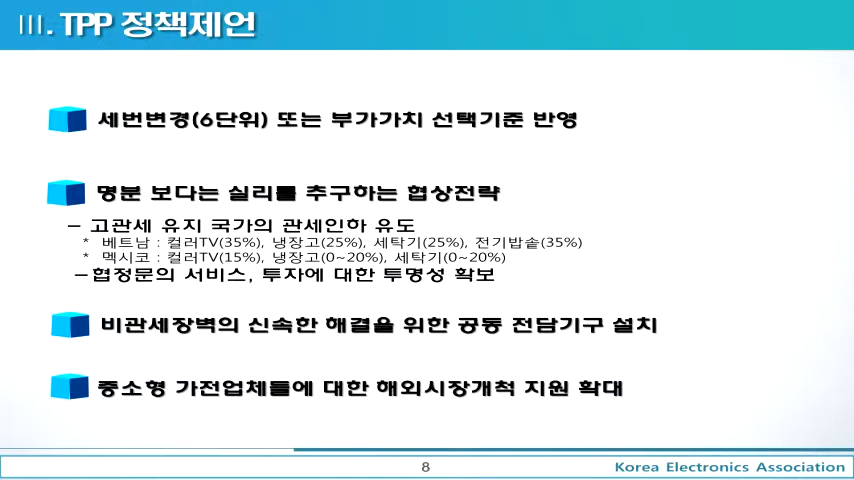 III. TPP 정책제언
세번변경(6단위) 또는 부가가치 선택기준 반영
명분 보다는 실리를 추구하는 협상전략
– 고관세 유지 국가의 관세인하 유도
* 베트남 : 컬러TV(35%), 냉장고(25%), 세탁기(25%), 전기밥솥(35%)
* 멕시코 : 컬러TV(15%), 냉장고(0~20%), 세탁기(0~20%)
–협정문의 서비스, 투자에 대한 투명성 확보
비관세장벽의 신속한 해결을 위한 공동 전담기구 설치
중소형 가전업체들에 대한 해외시장개척 지원 확대
8
Korea Electronics Association